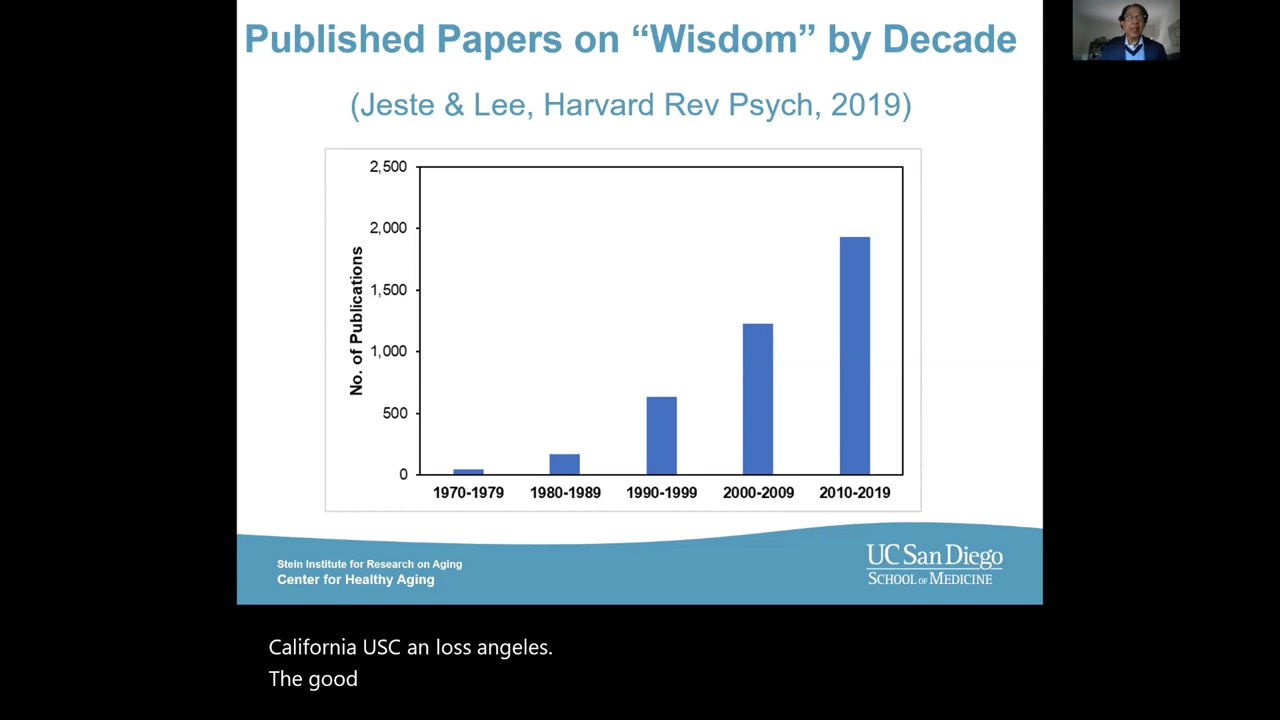 Published Papers on “Wisdom” by Decade
(Jeste & Lee, Harvard Rev Psych, 2019)
No. of Publications
2,500
2,000
1,500
1,000
500
0
1970-1979 1980-1989 1990-1999 2000-2009 2010-2019
Stein Institute for Research on Aging
Center for Healthy Aging
UC San Diego
SCHOOL OF MEDICINE
California USC an loss angeles.
The good